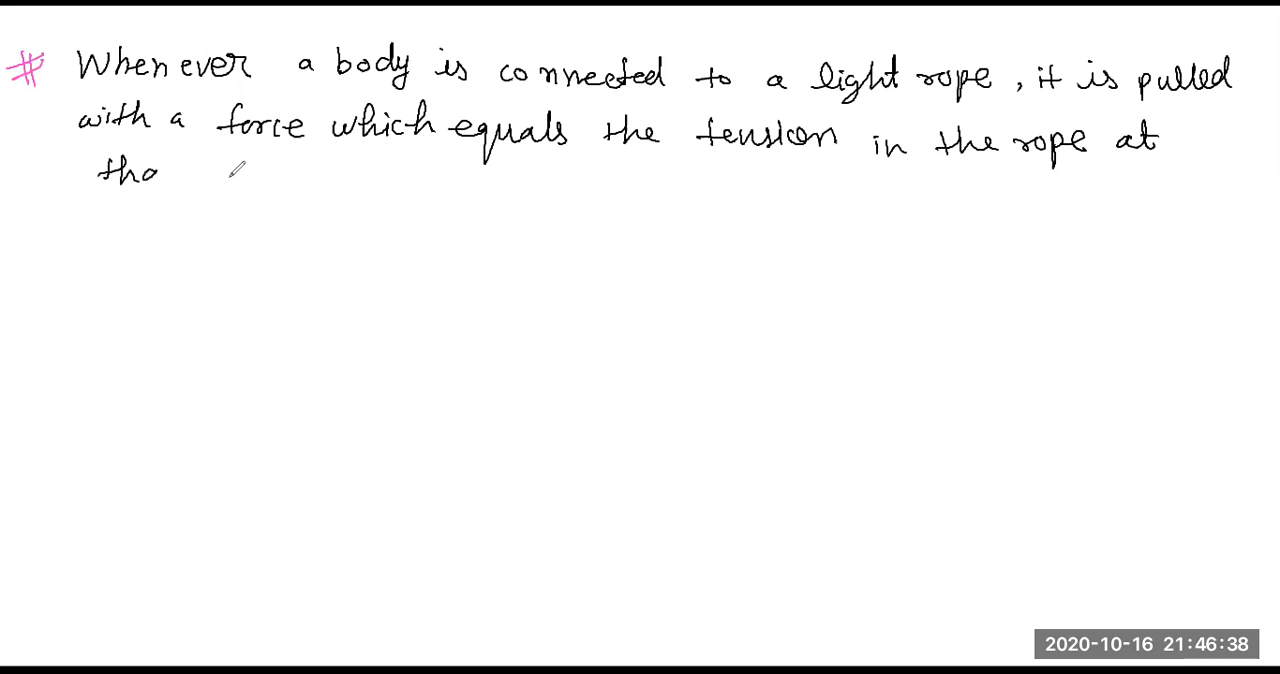 # Whenever a body is connected to a light rope, it is pulled
with a force which equals the tension in the rope at
tha
2020-10-16 21:46:38